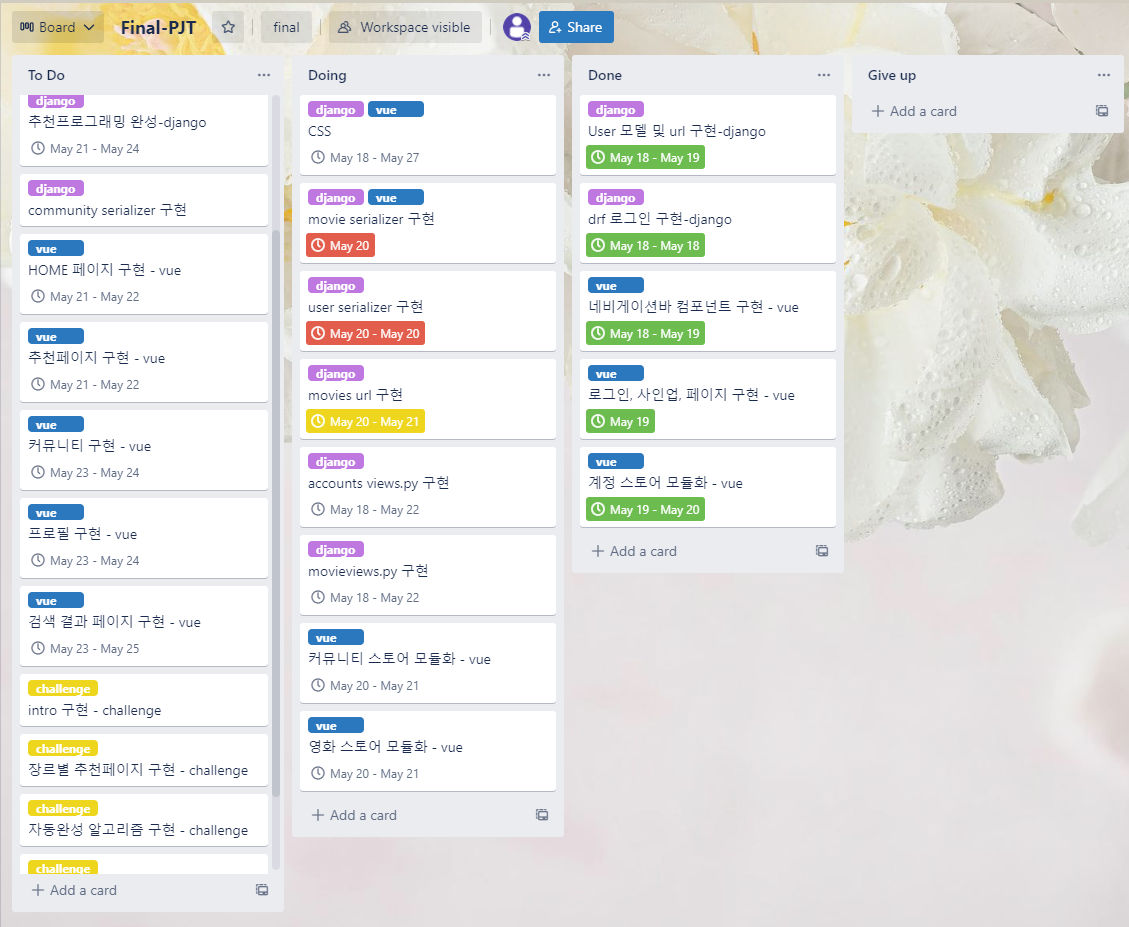 Board
Final-PJT
final
Workspace visible
Share
To Do
django
추천프로그래밍 완성-django
May 21 - May 24
django
community serializer 구현
vue
HOME 페이지 구현 - vue
May 21 - May 22
vue
추천페이지 구현 - vue
May 21 - May 22
vue
커뮤니티 구현 - vue
May 23 - May 24
vue
프로필 구현 - vue
May 23 - May 24
vue
검색 결과 페이지 구현 - vue
May 23 - May 25
challenge
intro 구현 - challenge
challenge
장르별 추천페이지 구현 - challenge
challenge
자동완성 알고리즘 구현 - challenge
challenge
Add a card
Doing
django vue
CSS
May 18 - May 27
django vue
movie serializer 구현
May 20
django
user serializer 구현
May 20 - May 20
django
movies url 구현
May 20 - May 21
django
accounts views.py 구현
May 18 - May 22
django
movieviews.py 구현
May 18 - May 22
vue
커뮤니티 스토어 모듈화 - vue
May 20 - May 21
vue
영화 스토어 모듈화 - vue
May 20 - May 21
Add a card
Done
django
User 모델 및 url 구현-django
May 18 - May 19
django
drf 로그인 구현-django
May 18 - May 18
vue
네비게이션바 컴포넌트 구현 - vue
May 18 - May 19
vue
로그인, 사인업, 페이지 구현 - vue
May 19
vue
계정 스토어 모듈화 - vue
May 19 - May 20
Add a card
Give up
Add a card